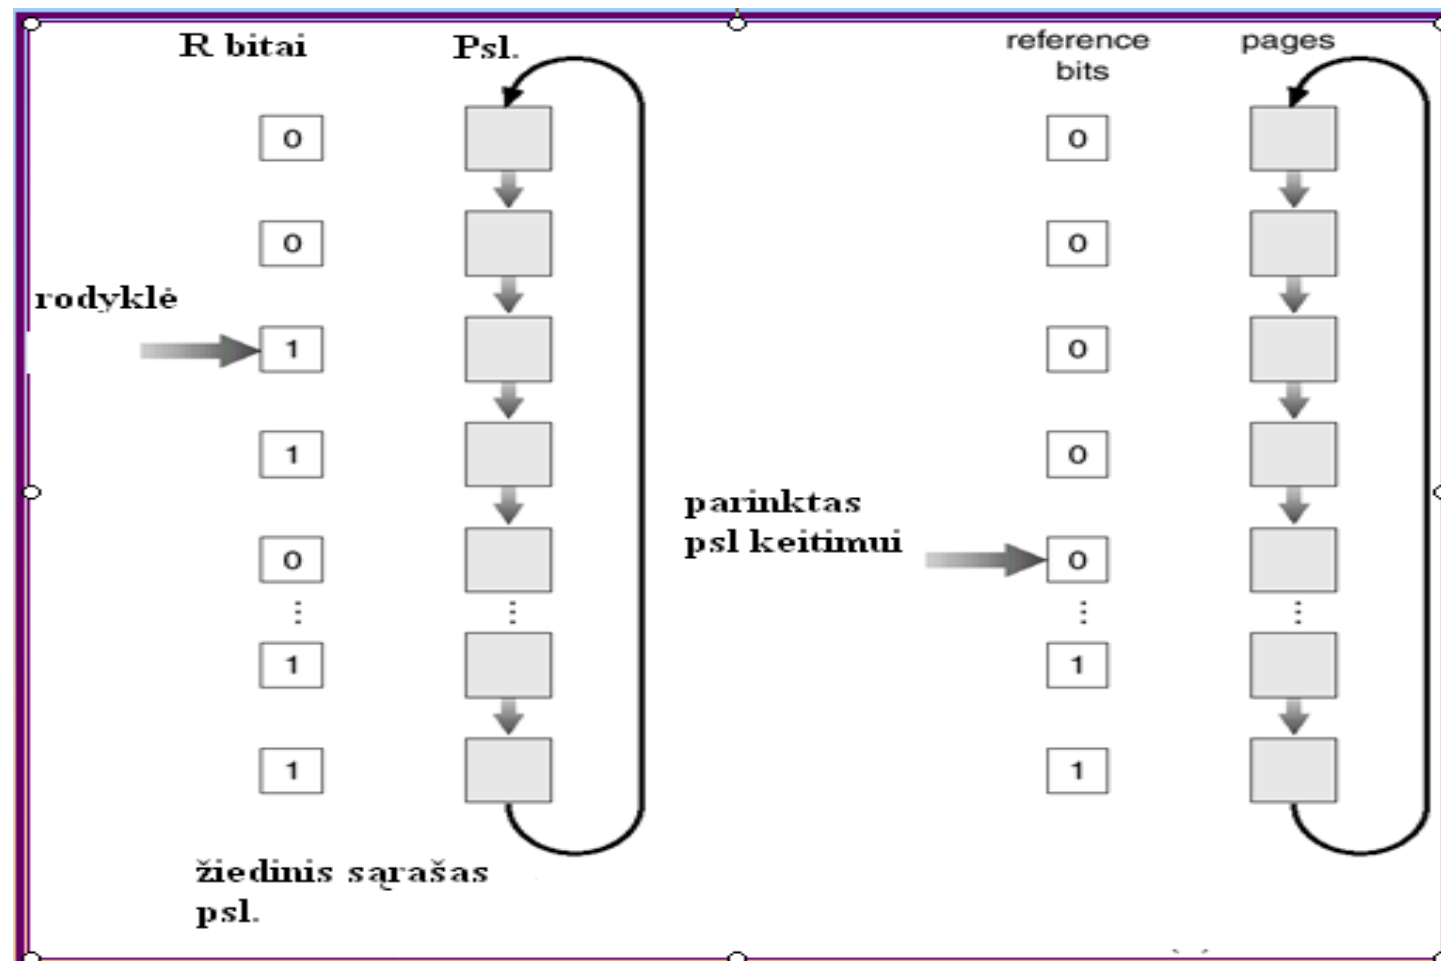 R bitai
Psl.
0
0
rodyklė
1
1
0
1
1
žiedinis sąrašas
psl.
reference
bits
pages
0
0
0
0
parinktas
psl keitimui
0
1
1